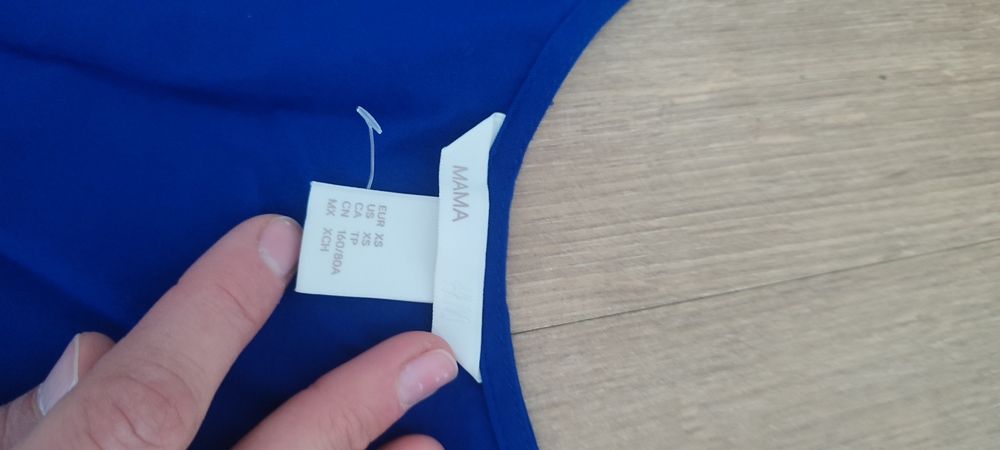 MAMA
EUR XS
US XS
CA TP
CN 160/80A
MX XCH